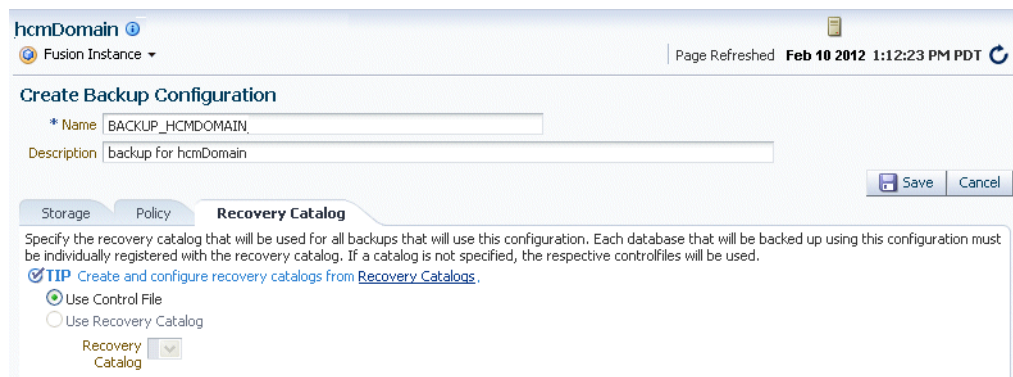 hcmDomain
Fusion Instance
Page Refreshed Feb 10 2012 1:12:23 PM PDT
Create Backup Configuration
* Name BACKUP_HCMDOMAIN
Description backup for hcmDomain
Save Cancel
Storage Policy Recovery Catalog
Specify the recovery catalog that will be used for all backups that will use this configuration. Each database that will be backed up using this configuration must
be individually registered with the recovery catalog. If a catalog is not specified, the respective controlfiles will be used.
TIP Create and configure recovery catalogs from Recovery Catalogs.
Use Control File
Use Recovery Catalog
Recovery
Catalog